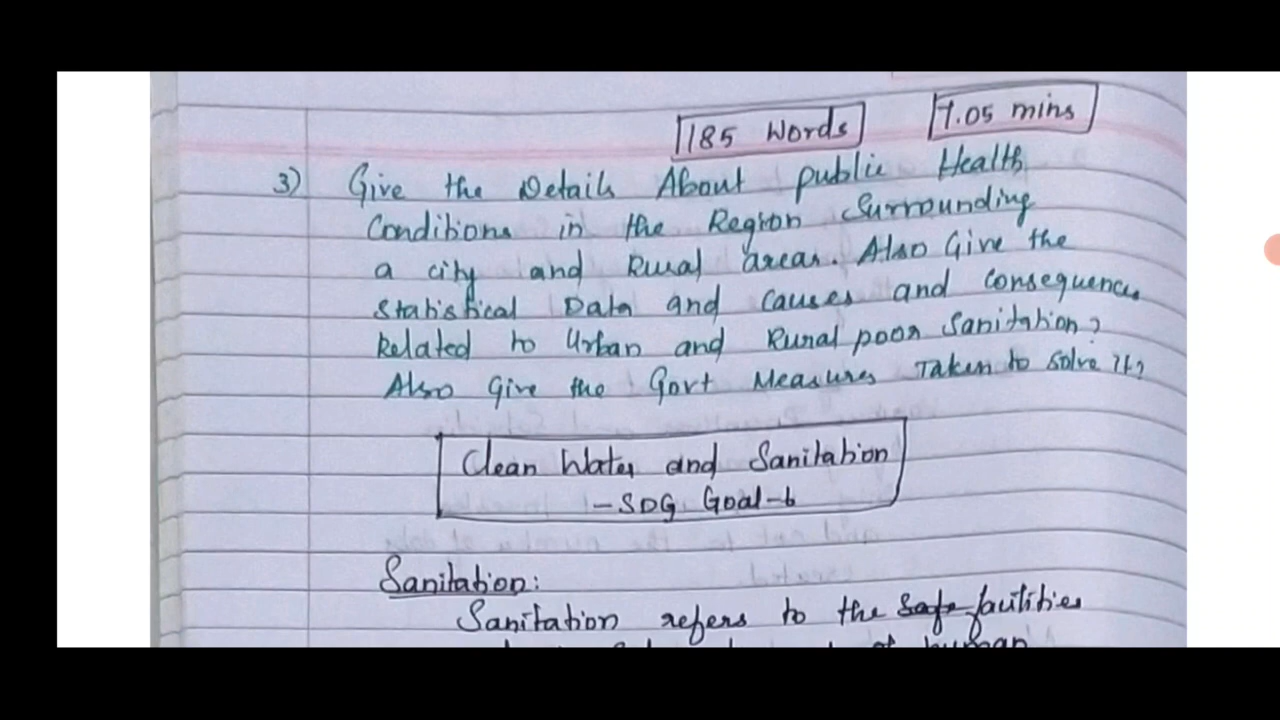 185 Words
7.05 mins
3) Give the Details About public Health
Conditions in the Region Surrounding
a city and Rural areas. Also Give the
Statistical Data and causes and consequences
Related to Urban and Rural poor Sanitation?
Also Give the Govt Measures Taken to Solve it?
Clean Water and Sanitation
- SDG Goal-6
Sanitation:
Sanitation refers to the Safe facilities
of human